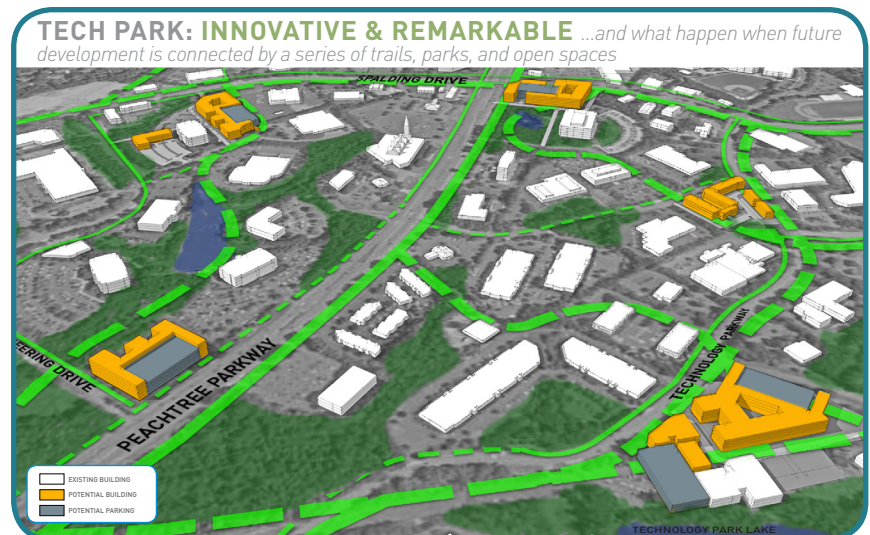 TECH PARK: INNOVATIVE & REMARKABLE ...and what happen when future
development is connected by a series of trails, parks, and open spaces
SPALDING DRIVE
EERING DRIVE
PEACHTREE PARKWAY
TECHNOLOGY PARKWAY
EXISTING BUILDING
POTENTIAL BUILDING
POTENTIAL PARKING
TECHNOLOGY PARK LAKE